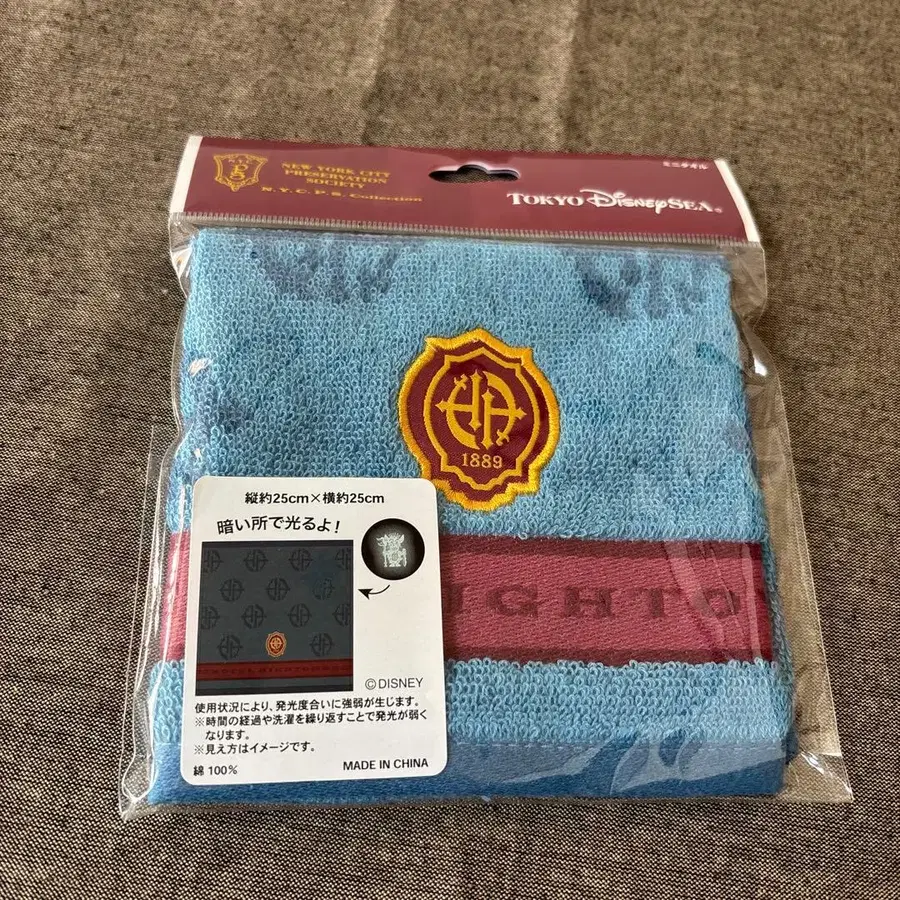 NEW YORK CITY
PRESERVATION
SOCIETY
N.Y.C.P.S. Collection
ミニタオル
TOKYO DISNEYSEA®
1889
IGHTO
縦約25cm×横約25cm
暗い所で光るよ!
©DISNEY
使用状況により、発光度合いに強弱が生じます。
※時間の経過や洗濯を繰り返すことで発光が弱く
なります。
※見え方はイメージです。
綿 100%
MADE IN CHINA